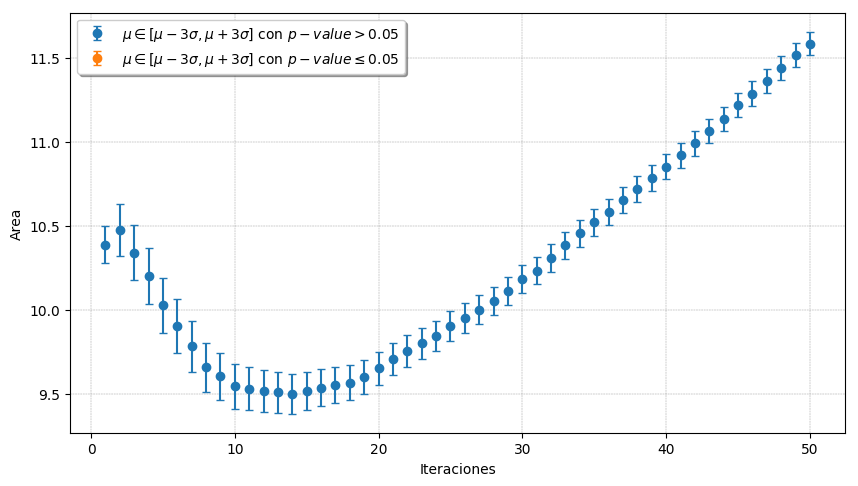 μ ∈ [μ − 3σ, μ + 3σ] con p − value > 0.05
μ ∈ [μ − 3σ, μ + 3σ] con p − value ≤ 0.05
11.5
11.0
10.5
10.0
9.5
Area
0 10 20 30 40 50
Iteraciones